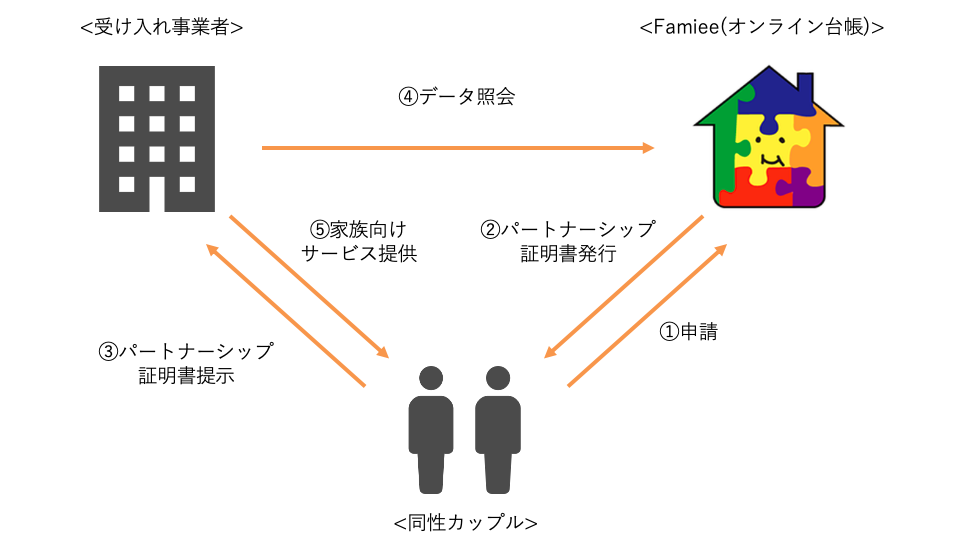 <受け入れ事業者>
<Famiee(オンライン台帳)>
④データ照会
⑤家族向け
サービス提供
②パートナーシップ
証明書発行
①申請
③パートナーシップ
証明書提示
<同性カップル>